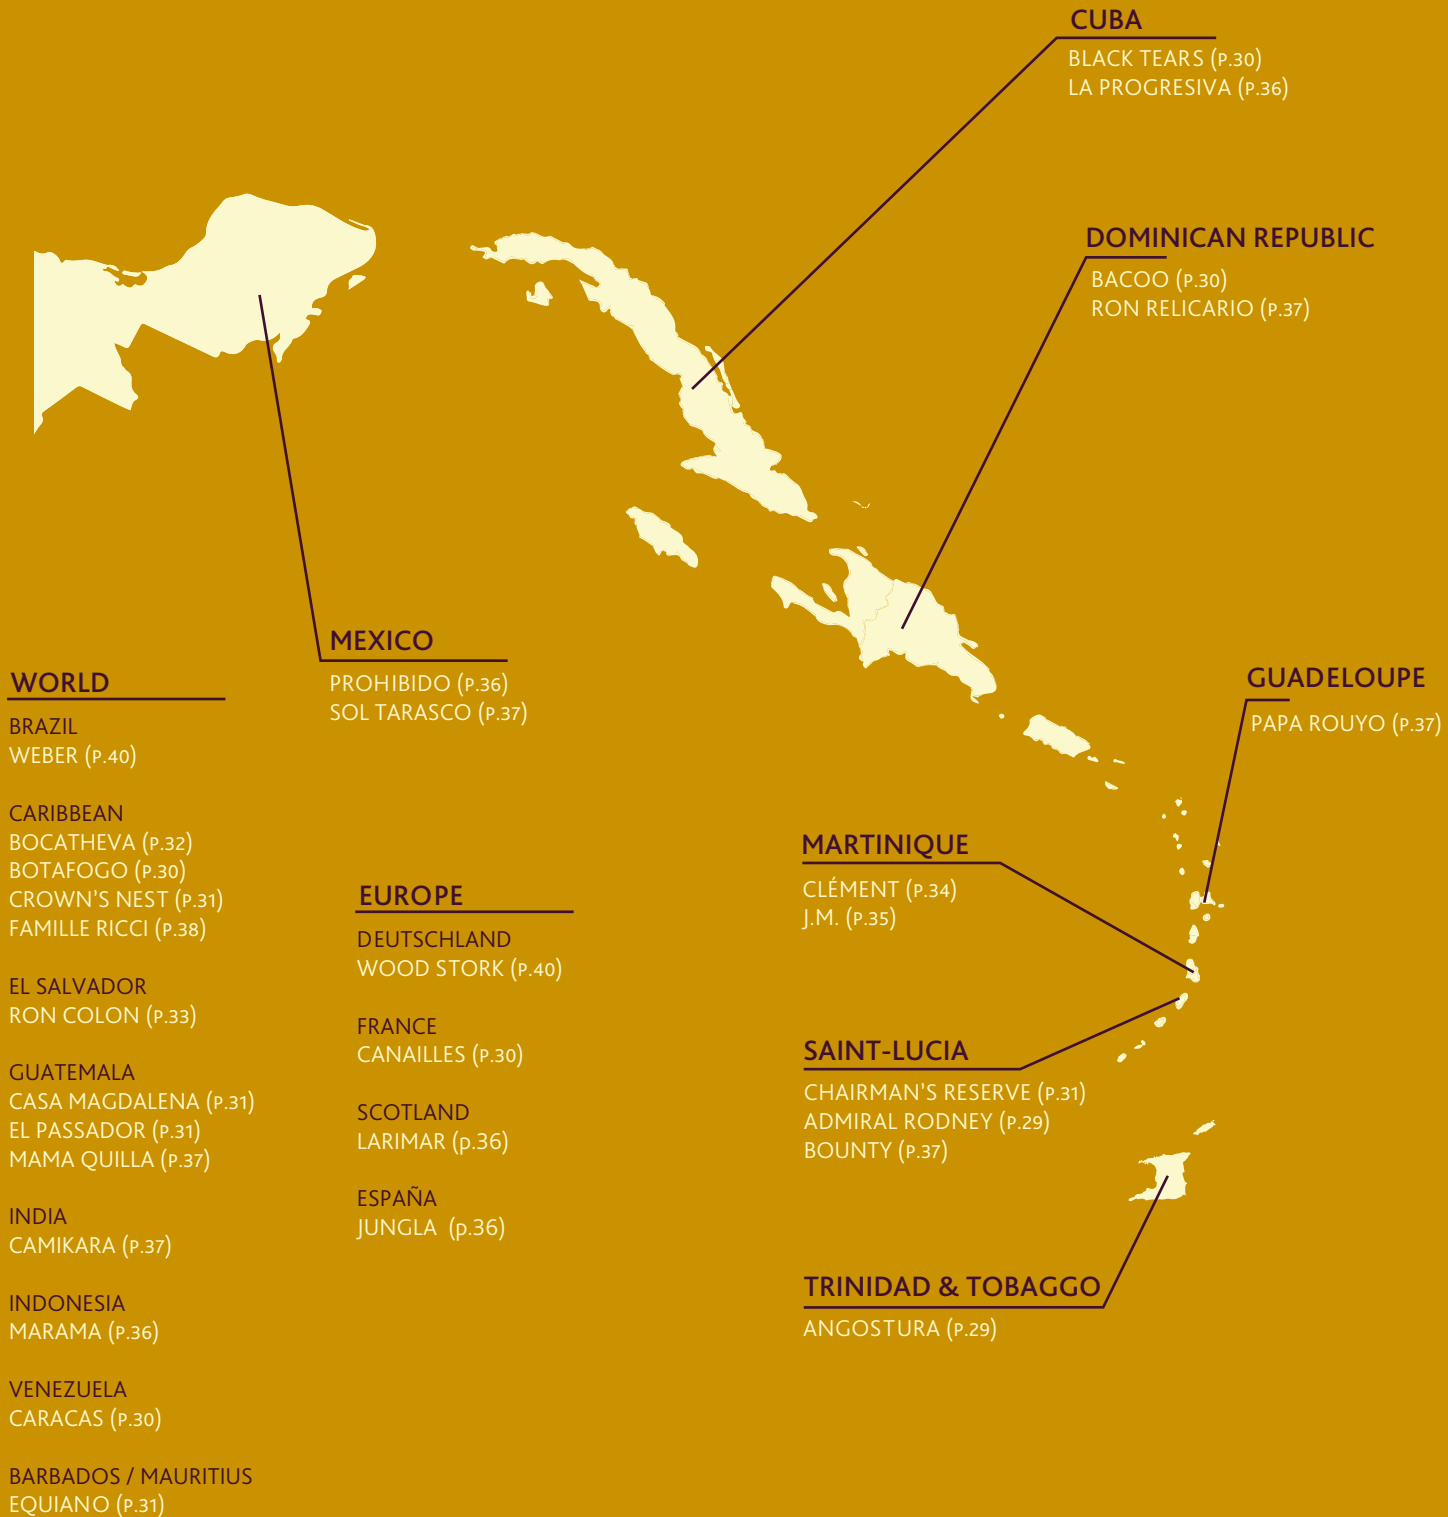 CUBA
BLACK TEARS (P.30)
LA PROGRESIVA (P.36)
DOMINICAN REPUBLIC
BACOO (P.30)
RON RELICARIO (P.37)
MEXICO
PROHIBIDO (P.36)
SOL TARASCO (P.37)
GUADELOUPE
PAPA ROUYO (P.37)
WORLD
BRAZIL
WEBER (P.40)
CARIBBEAN
BOCATHEVA (P.32)
BOTAFOGO (P.30)
CROWN'S NEST (P.31)
FAMILLE RICCI (P.38)
EL SALVADOR
RON COLON (P.33)
GUATEMALA
CASA MAGDALENA (P.31)
EL PASSADOR (P.31)
MAMA QUILLA (P.37)
INDIA
CAMIKARA (P.37)
INDONESIA
MARAMA (P.36)
VENEZUELA
CARACAS (P.30)
BARBADOS / MAURITIUS
EQUIANO (P.31)
EUROPE
DEUTSCHLAND
WOOD STORK (P.40)
FRANCE
CANAILLES (P.30)
SCOTLAND
LARIMAR (p.36)
ESPAÑA
JUNGLA (p.36)
MARTINIQUE
CLÉMENT (P.34)
J.M. (P.35)
SAINT-LUCIA
CHAIRMAN'S RESERVE (P.31)
ADMIRAL RODNEY (P.29)
BOUNTY (P.37)
TRINIDAD & TOBAGGO
ANGOSTURA (P.29)